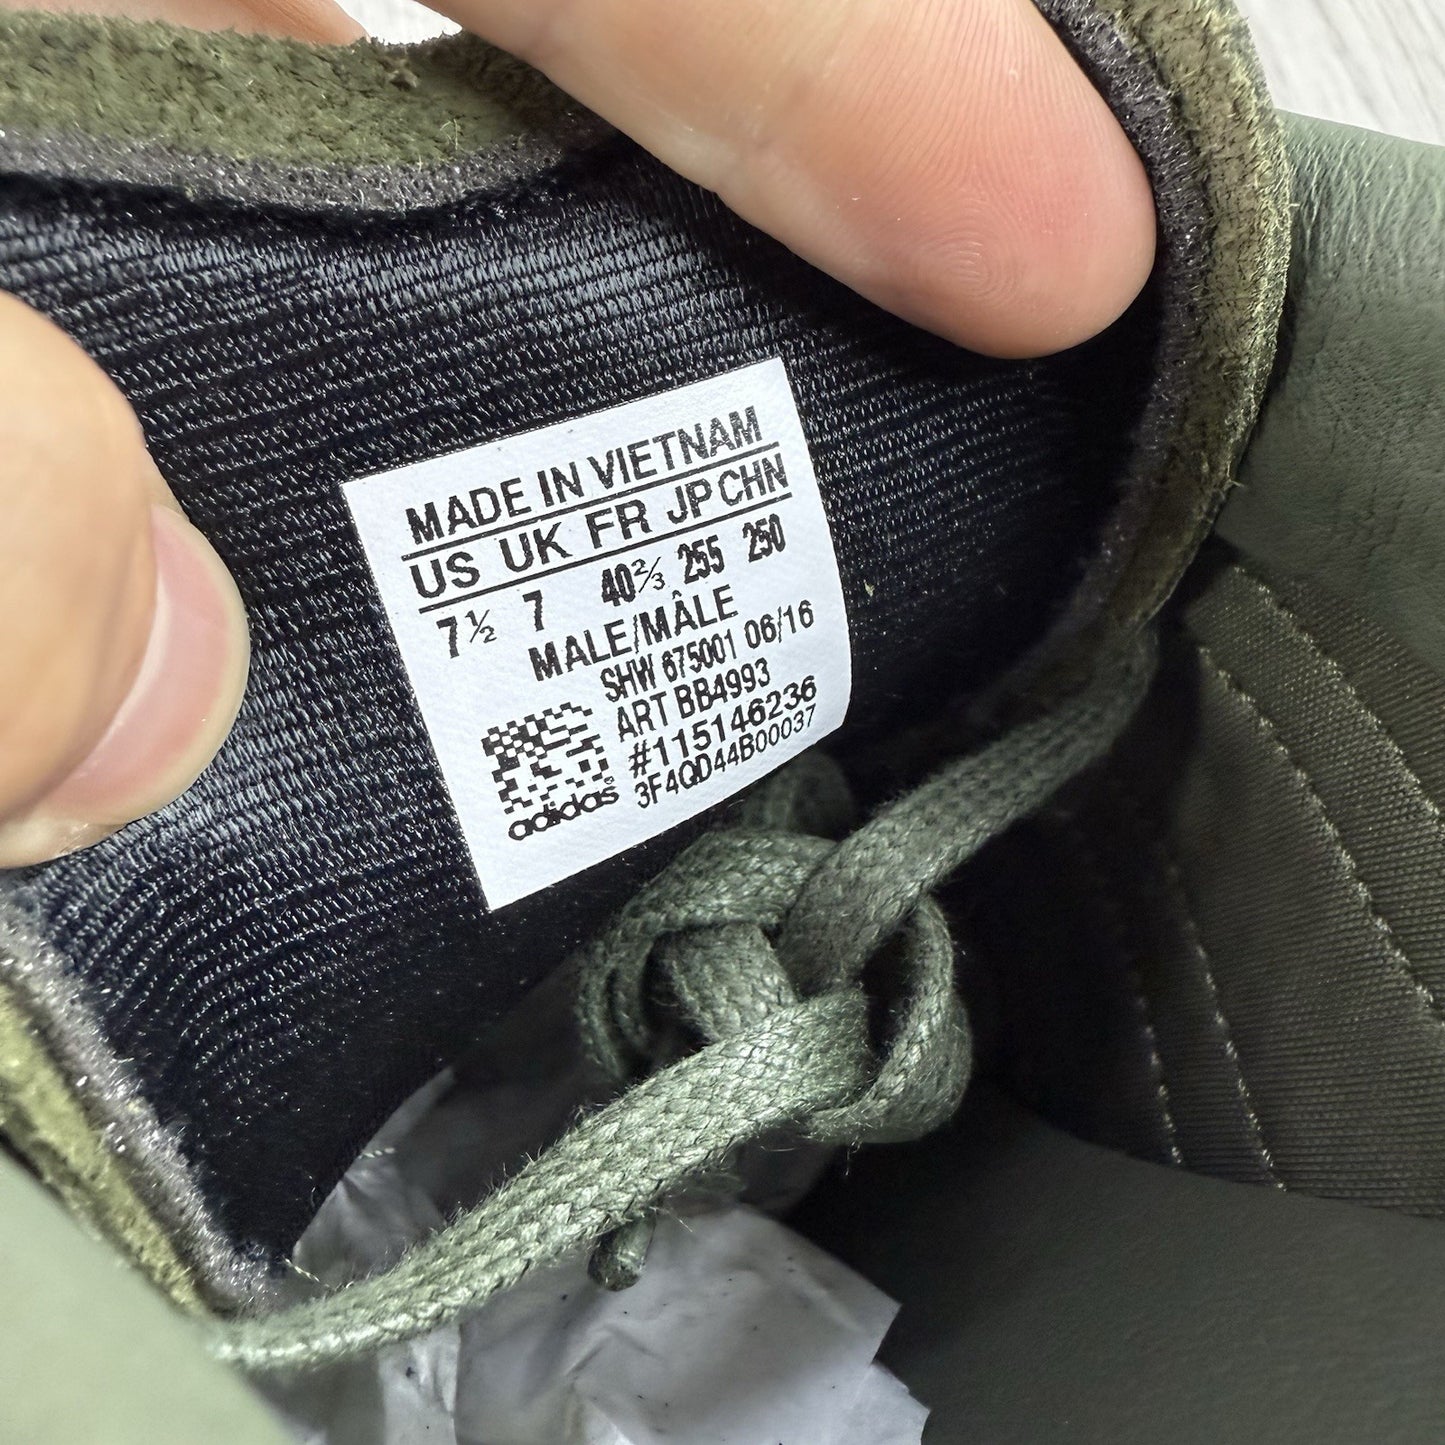 MADE IN VIETNAM
US UK FR JP CHN
7½ 7 40⅔ 255 250
MALE/MÂLE
SHW 675001 06/16
ART BB4993
#115146236
3F4QD44B00037
adidas